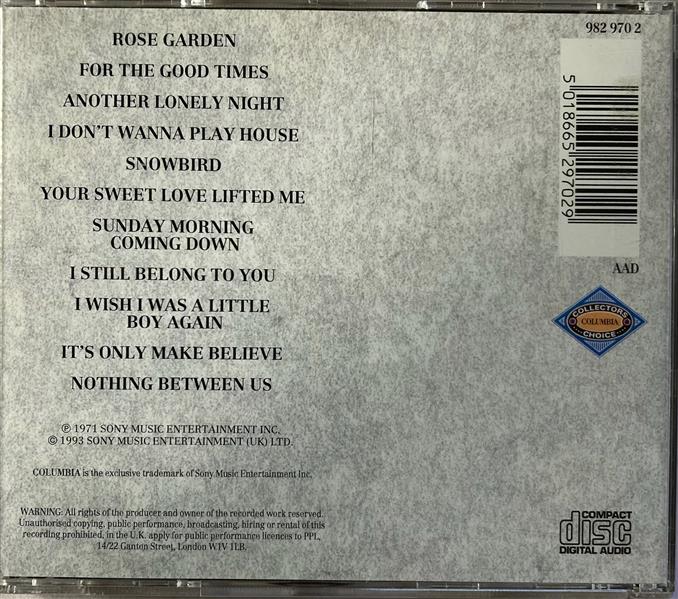 ROSE GARDEN
FOR THE GOOD TIMES
ANOTHER LONELY NIGHT
I DON'T WANNA PLAY HOUSE
SNOWBIRD
YOUR SWEET LOVE LIFTED ME
SUNDAY MORNING
COMING DOWN
I STILL BELONG TO YOU
I WISH I WAS A LITTLE
BOY AGAIN
IT'S ONLY MAKE BELIEVE
NOTHING BETWEEN US
℗ 1971 SONY MUSIC ENTERTAINMENT INC.
© 1993 SONY MUSIC ENTERTAINMENT (UK) LTD.
COLUMBIA is the exclusive trademark of Sony Music Entertainment Inc.
WARNING: All rights of the producer and owner of the recorded work reserved.
Unauthorised copying, public performance, broadcasting, hiring or rental of this
recording prohibited, in the U.K. apply for public performance licences to PPL,
14/22 Ganton Street, London W1V 1LB.
982 970 2
5 018665 297029
AAD
COLLECTORS
COLUMBIA
CHOICE
COMPACT
disc
DIGITAL AUDIO